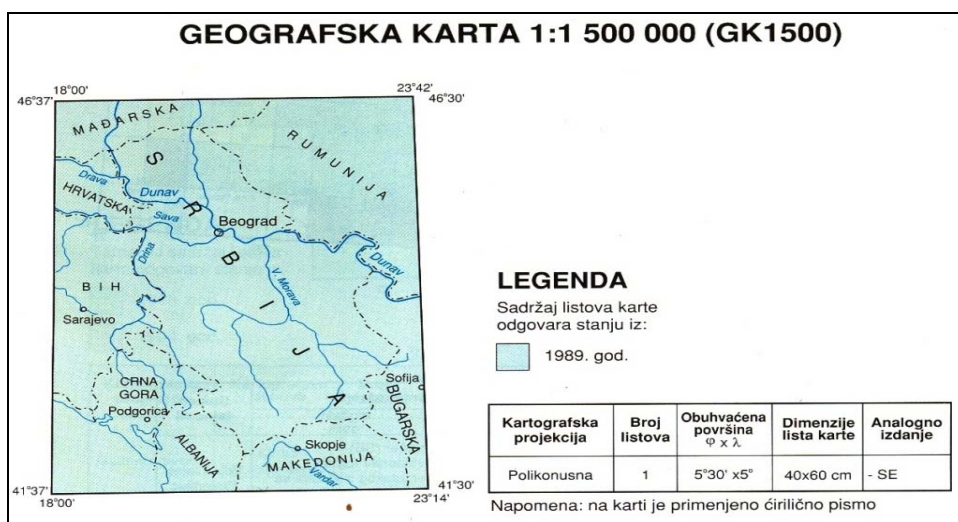 GEOGRAFSKA KARTA 1:1 500 000 (GK1500)
18°00'
23°42'
46°37'
46°30'
MAĐARSKA
RUMUNIJA
SRBIJA
Drava
Dunav
HRVATSKA
Sava
Beograd
Drina
Dunav
V. Morava
BIH
Sarajevo
CRNA
GORA
Podgorica
Sofija
BUGARSKA
ALBANIJA
Skopje
MAKEDONIJA
Vardar
41°37'
41°30'
18°00'
23°14'
LEGENDA
Sadržaj listova karte
odgovara stanju iz:
1989. god.
Kartografska projekcija | Broj listova | Obuhvaćena površina φ x λ | Dimenzije lista karte | Analogno izdanje
Polikonusna | 1 | 5°30' x5° | 40x60 cm | - SE
Napomena: na karti je primenjeno ćirilično pismo